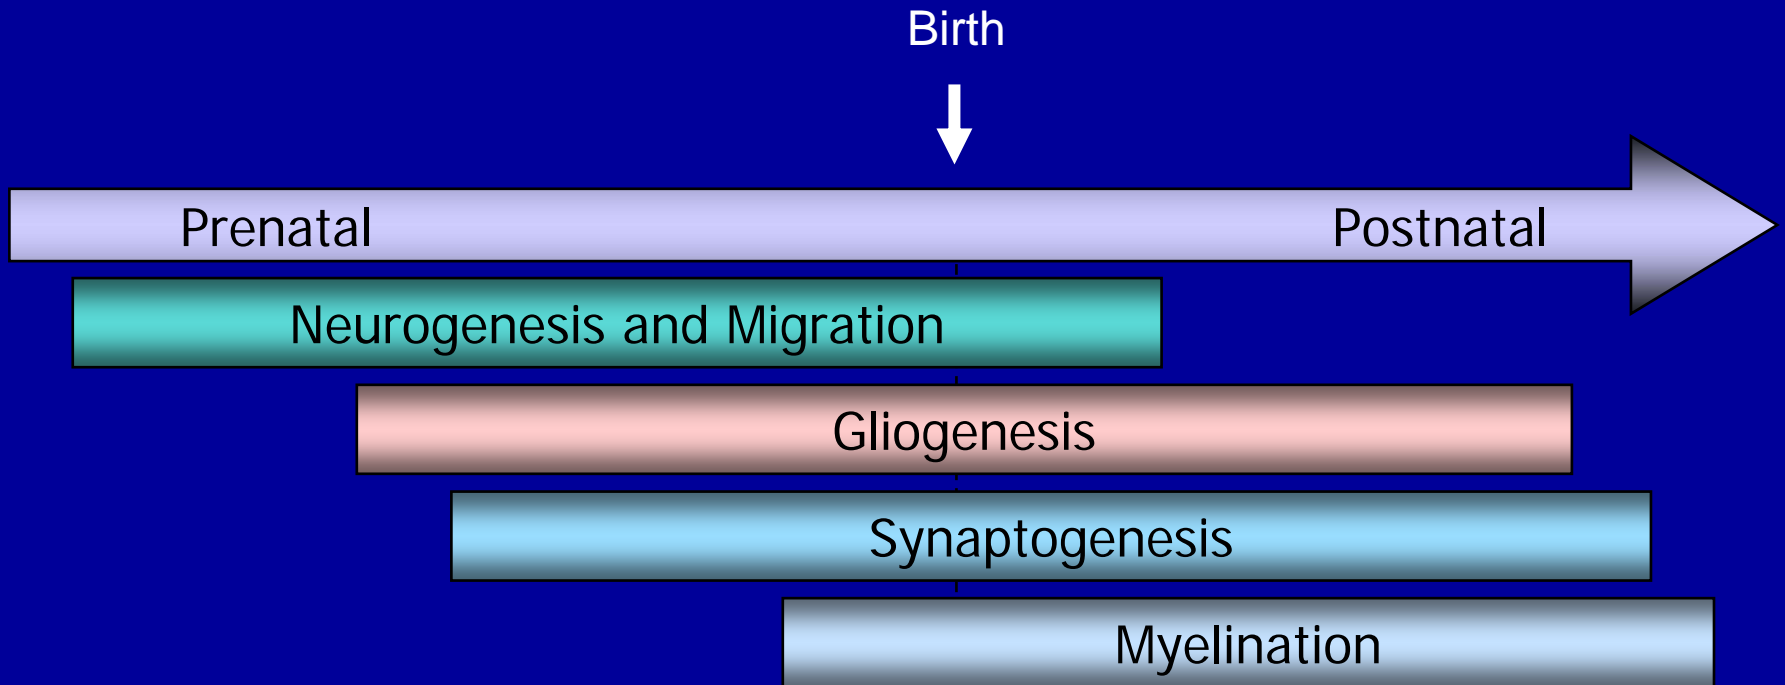 Birth
Prenatal Postnatal
Neurogenesis and Migration
Gliogenesis
Synaptogenesis
Myelination